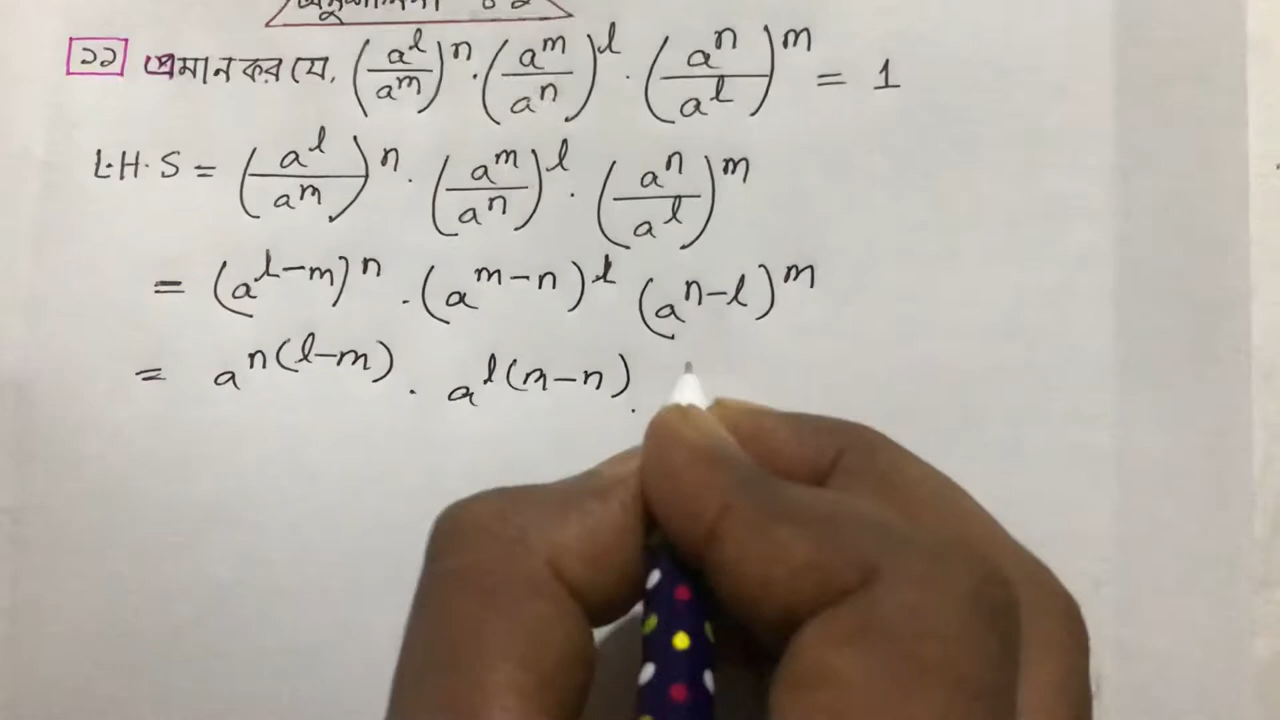 ১১ প্রমান কর যে, (a^l/a^m)^n · (a^m/a^n)^l · (a^n/a^l)^m = 1
L.H.S = (a^l/a^m)^n · (a^m/a^n)^l · (a^n/a^l)^m
= (a^{l-m})^n · (a^{m-n})^l (a^{n-l})^m
= a^{n(l-m)} · a^{l(m-n)} .